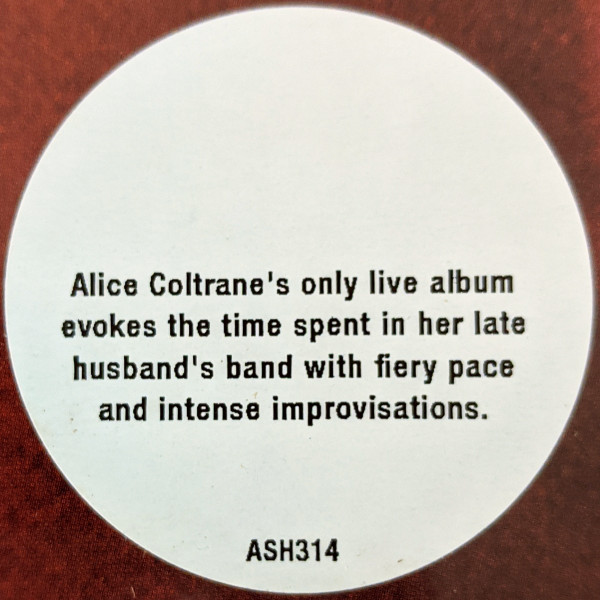 Alice Coltrane's only live album
evokes the time spent in her late
husband's band with fiery pace
and intense improvisations.
ASH314